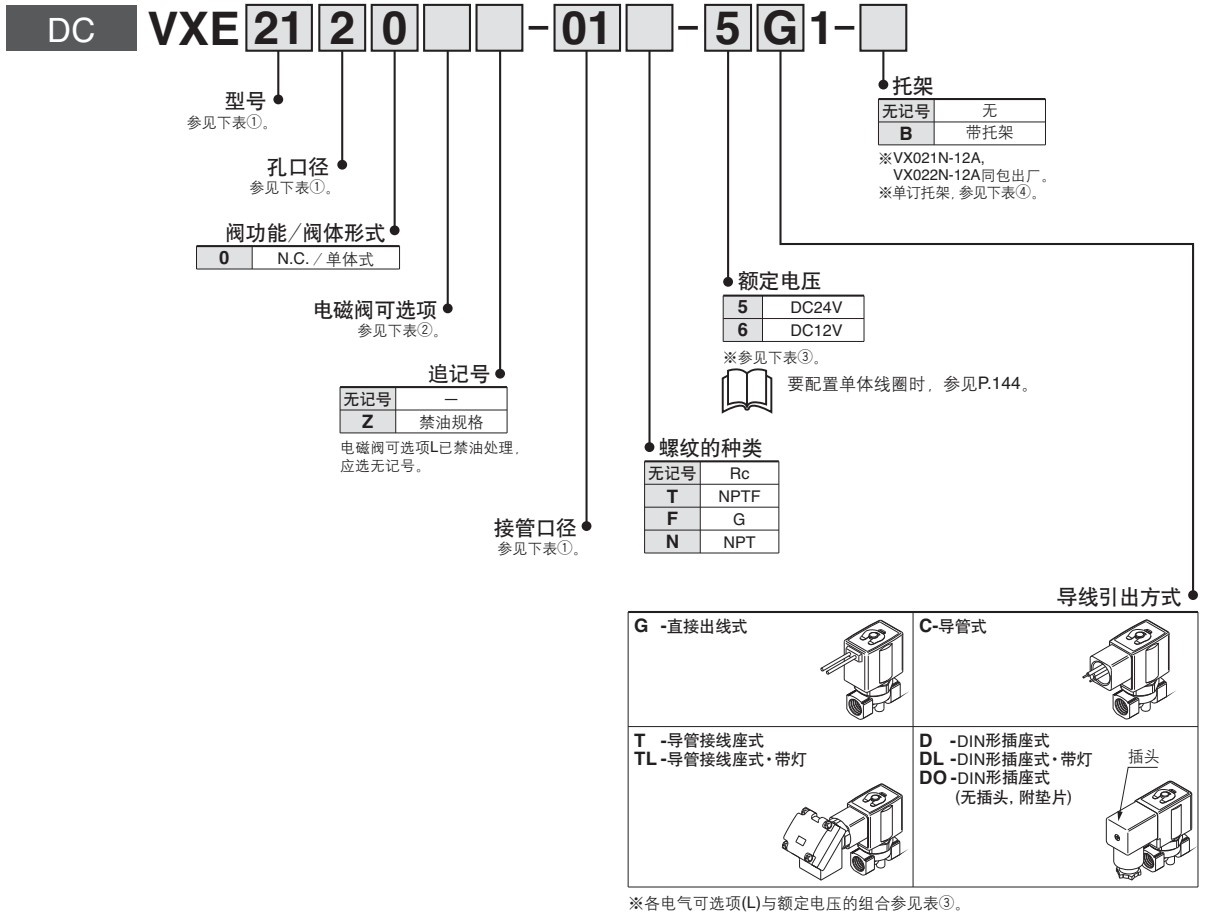 DC VXE 21 2 0 - 01 - 5 G 1 -
型号
参见下表①。
孔口径
参见下表①。
阀功能／阀体形式
0 N.C.／单体式
电磁阀可选项
参见下表②。
追记号
无记号 －
Z 禁油规格
电磁阀可选项L已禁油处理，
应选无记号。
接管口径
参见下表①。
螺纹的种类
无记号 Rc
T NPTF
F G
N NPT
额定电压
5 DC24V
6 DC12V
※参见下表③。
要配置单体线圈时，参见P.144。
托架
无记号 无
B 带托架
※VX021N-12A,
VX022N-12A同包出厂。
※单订托架, 参见下表④。
导线引出方式
G -直接出线式
C-导管式
T -导管接线座式
TL -导管接线座式·带灯
D -DIN形插座式
DL -DIN形插座式·带灯
DO -DIN形插座式
(无插头, 附垫片)
插头
※各电气可选项(L)与额定电压的组合参见表③。